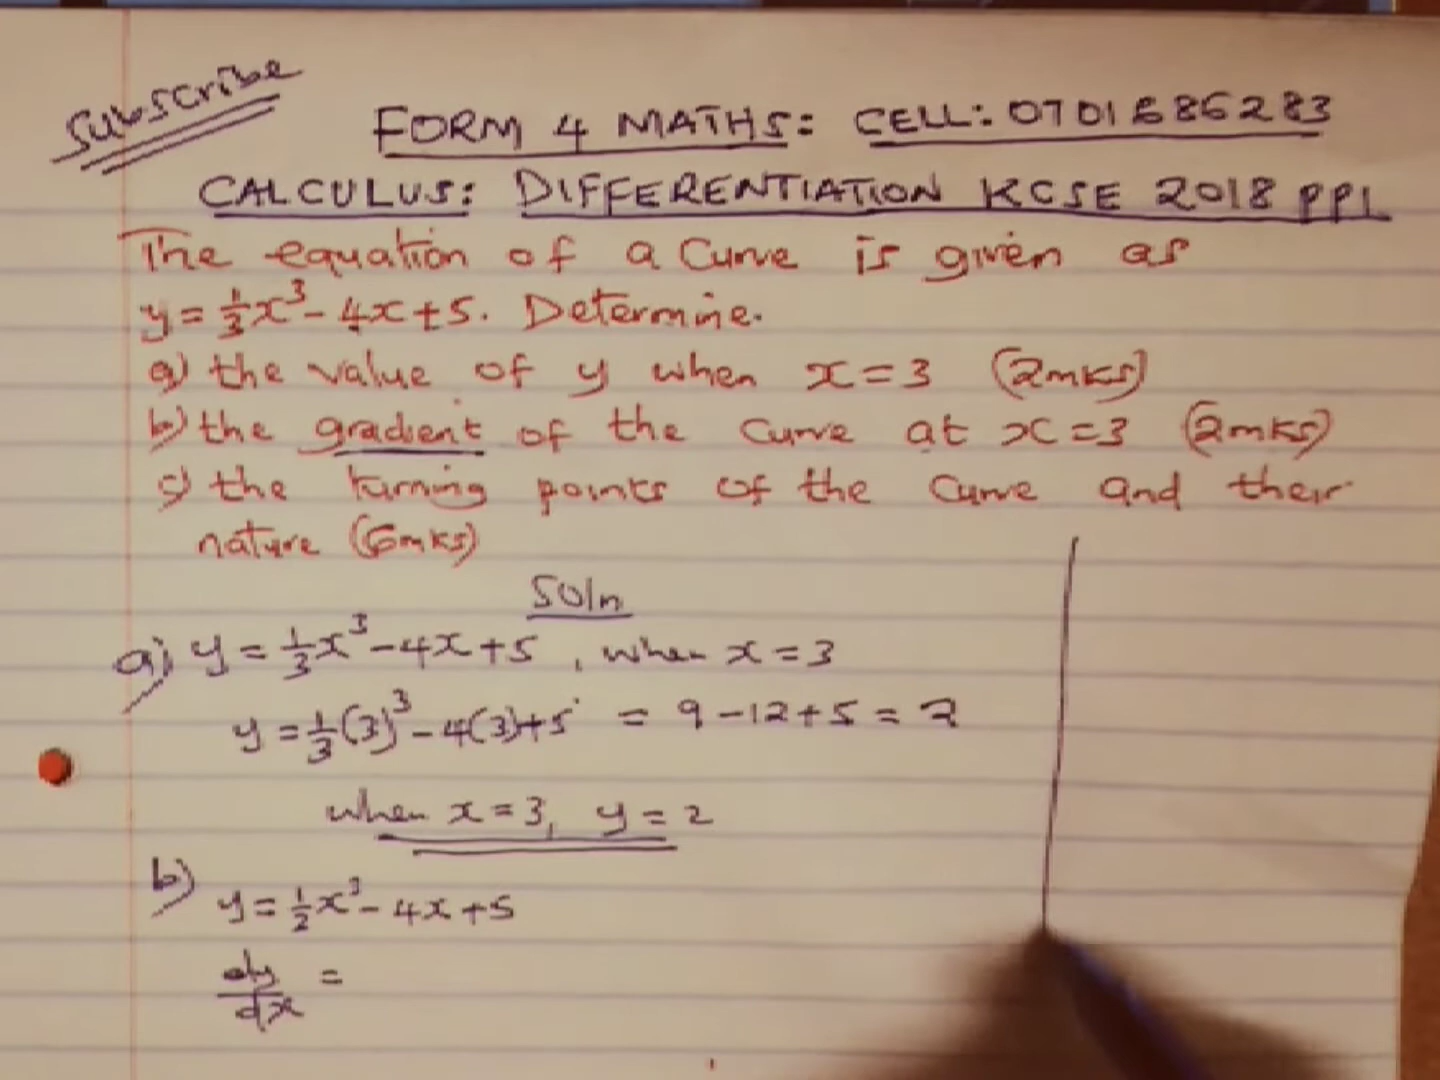 Subscribe
FORM 4 MATHS: CELL: 0701686283
CALCULUS: DIFFERENTIATION KCSE 2018 PP1
The equation of a Curve is given as
y = 1/3x³ - 4x + 5. Determine.
a) the value of y when x = 3 (2mks)
b) the gradient of the curve at x = 3 (2mks)
c) the turning points of the curve and their
nature (6mks)
Soln
a) y = 1/3x³ - 4x + 5, when x = 3
y = 1/3(3)³ - 4(3) + 5 = 9 - 12 + 5 = 2
when x = 3, y = 2
b) y = 1/2x³ - 4x + 5
dy/dx =